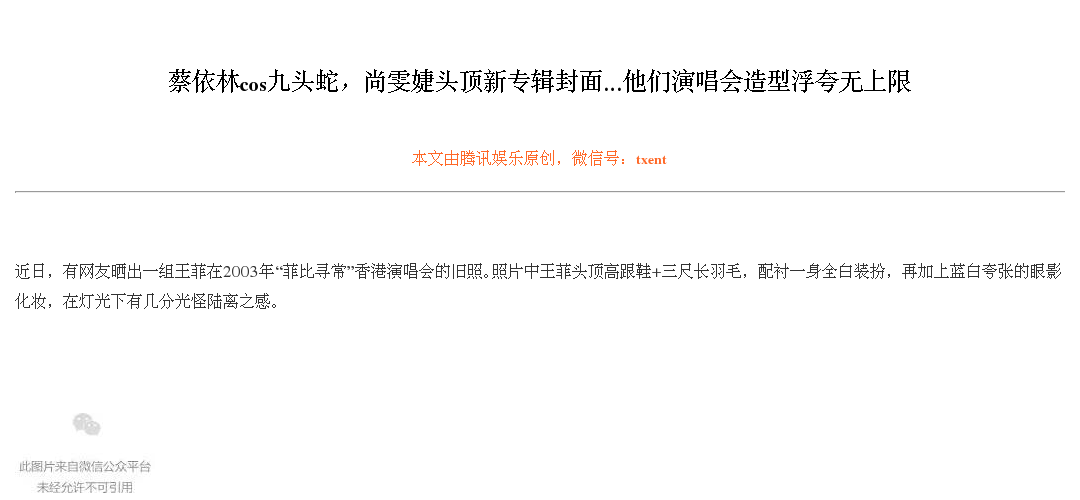 蔡依林cos九头蛇，尚雯婕头顶新专辑封面...他们演唱会造型浮夸无上限
本文由腾讯娱乐原创，微信号：txent
近日，有网友晒出一组王菲在2003年“菲比寻常”香港演唱会的旧照。照片中王菲头顶高跟鞋+三尺长羽毛，配衬一身全白装扮，再加上蓝白夸张的眼影
化妆，在灯光下有几分光怪陆离之感。
此图片来自微信公众平台
未经允许不可引用